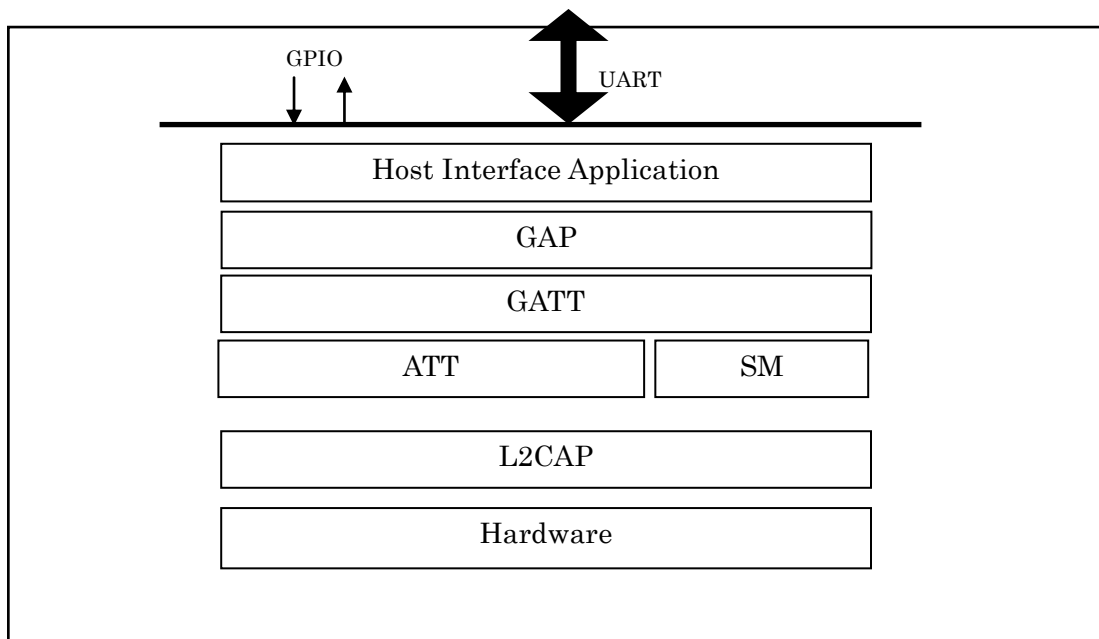 GPIO
UART
Host Interface Application
GAP
GATT
ATT
SM
L2CAP
Hardware